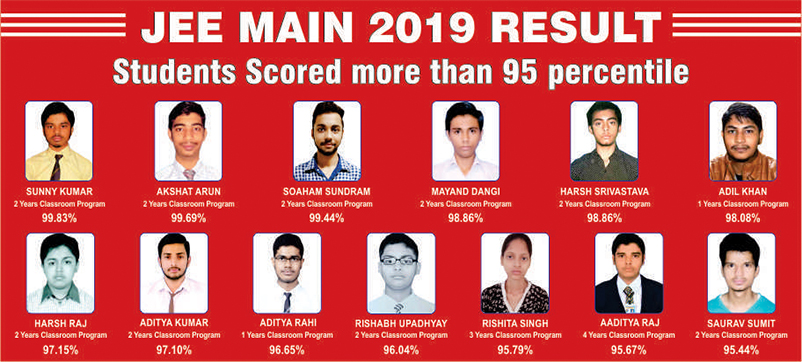 JEE MAIN 2019 RESULT
Students Scored more than 95 percentile
SUNNY KUMAR
2 Years Classroom Program
99.83%
AKSHAT ARUN
2 Years Classroom Program
99.69%
SOAHAM SUNDRAM
2 Years Classroom Program
99.44%
MAYAND DANGI
2 Years Classroom Program
98.86%
HARSH SRIVASTAVA
2 Years Classroom Program
98.86%
ADIL KHAN
1 Years Classroom Program
98.08%
HARSH RAJ
2 Years Classroom Program
97.15%
ADITYA KUMAR
2 Years Classroom Program
97.10%
ADITYA RAHI
1 Years Classroom Program
96.65%
RISHABH UPADHYAY
2 Years Classroom Program
96.04%
RISHITA SINGH
3 Years Classroom Program
95.79%
AADITYA RAJ
4 Years Classroom Program
95.67%
SAURAV SUMIT
2 Years Classroom Program
95.44%